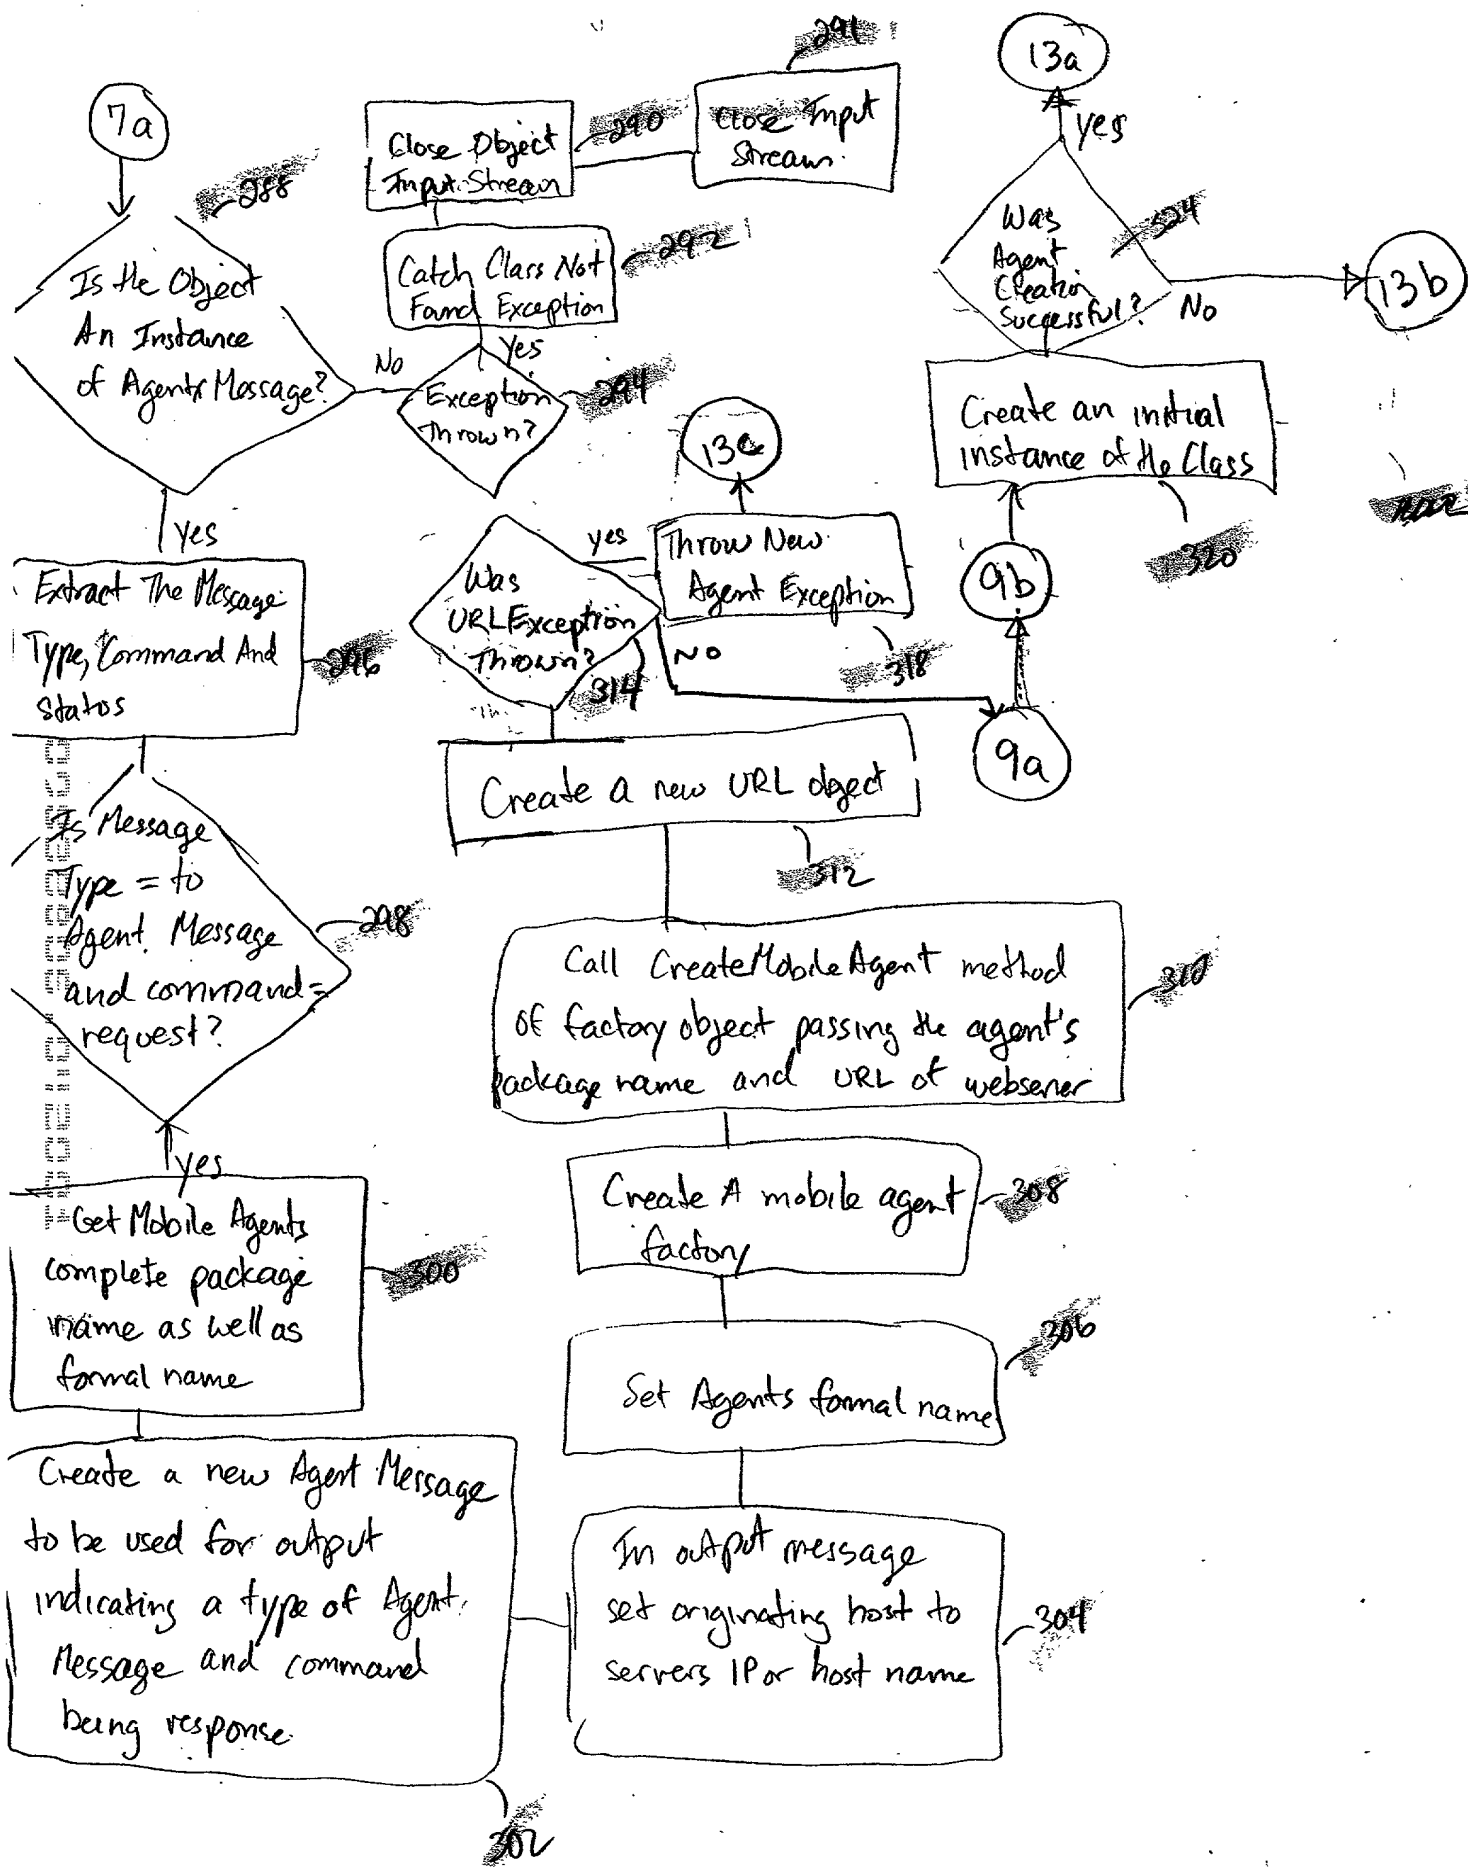 7a
288
Is the Object
An Instance
of Agents Message?
No
yes
Close Object
Input Stream
290
291
Close Input
Stream
Catch Class Not
Found Exception
292
Yes
Exception
Thrown?
294
Extract The Message
Type, Command And
Status
296
Is Message
Type = to
Agent Message
and command =
request?
298
yes
Get Mobile Agents
complete package
name as well as
formal name
300
Create a new Agent Message
to be used for output
indicating a type of Agent
Message and command
being response
302
In output message
set originating host to
servers IP or host name
304
Set Agents formal name
306
Create A mobile agent
factory
308
Call CreateMobileAgent method
of factory object passing the agent's
package name and URL of webserver
310
Create a new URL object
312
Was
URLException
Thrown?
314
yes
NO
Throw New
Agent Exception
318
13c
9a
9b
Create an initial
instance of the Class
320
Was
Agent
Creation
Successful?
324
yes
13a
No
13b